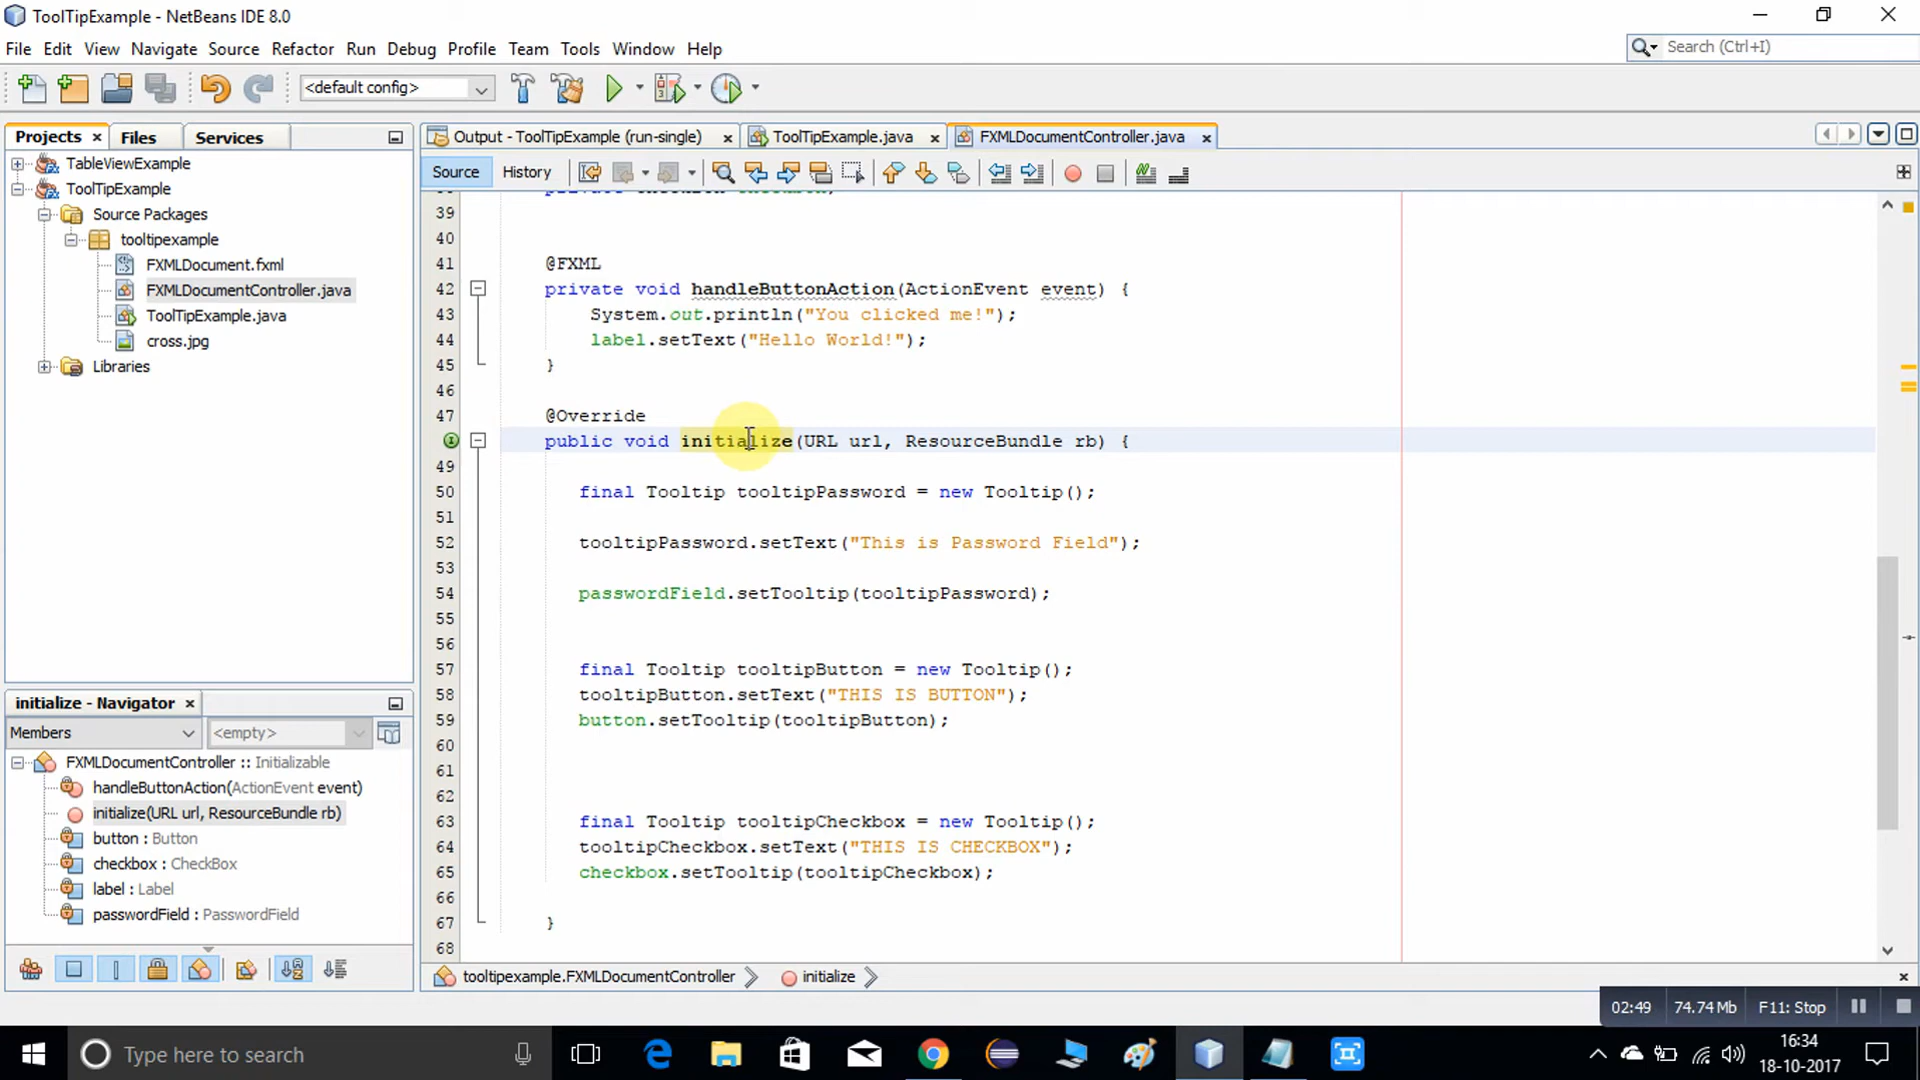 ToolTipExample - NetBeans IDE 8.0
File Edit View Navigate Source Refactor Run Debug Profile Team Tools Window Help
Search (Ctrl+I)
<default config>
Projects Files Services
Output - ToolTipExample (run-single) ToolTipExample.java FXMLDocumentController.java
Source History
TableViewExample
ToolTipExample
Source Packages
tooltipexample
FXMLDocument.fxml
FXMLDocumentController.java
ToolTipExample.java
cross.jpg
Libraries
39
40
41 @FXML
42 private void handleButtonAction(ActionEvent event) {
43 System.out.println("You clicked me!");
44 label.setText("Hello World!");
45 }
46
47 @Override
public void initialize(URL url, ResourceBundle rb) {
49
50 final Tooltip tooltipPassword = new Tooltip();
51
52 tooltipPassword.setText("This is Password Field");
53
54 passwordField.setTooltip(tooltipPassword);
55
56
57 final Tooltip tooltipButton = new Tooltip();
58 tooltipButton.setText("THIS IS BUTTON");
59 button.setTooltip(tooltipButton);
60
61
62
63 final Tooltip tooltipCheckbox = new Tooltip();
64 tooltipCheckbox.setText("THIS IS CHECKBOX");
65 checkbox.setTooltip(tooltipCheckbox);
66
67 }
68
initialize - Navigator
Members <empty>
FXMLDocumentController :: Initializable
handleButtonAction(ActionEvent event)
initialize(URL url, ResourceBundle rb)
button : Button
checkbox : CheckBox
label : Label
passwordField : PasswordField
tooltipexample.FXMLDocumentController initialize
02:49 74.74 Mb F11: Stop
Type here to search
16:34
18-10-2017